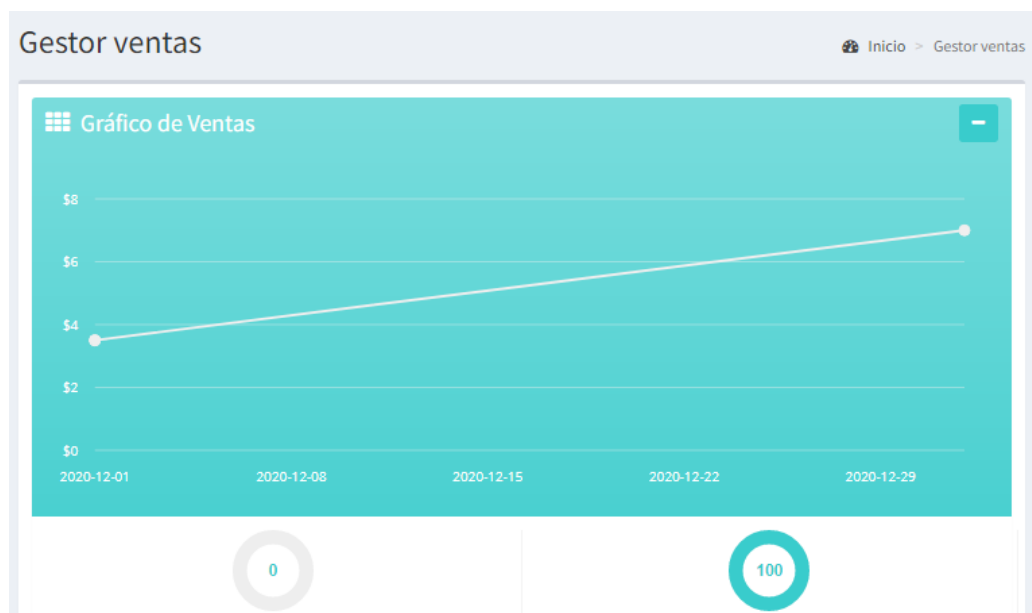 Gestor ventas
Inicio > Gestor ventas
Gráfico de Ventas
$8
$6
$4
$2
$0
2020-12-01 2020-12-08 2020-12-15 2020-12-22 2020-12-29
0 100